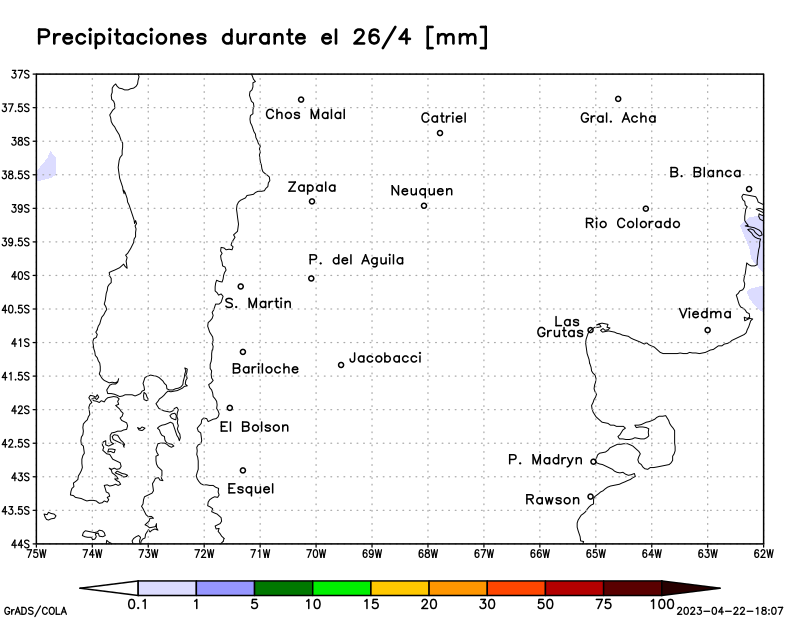 Precipitaciones durante el 26/4 [mm]
37S
37.5S
38S
38.5S
39S
39.5S
40S
40.5S
41S
41.5S
42S
42.5S
43S
43.5S
44S
Chos Malal
Catriel
Gral. Acha
B. Blanca
Zapala
Neuquen
Rio Colorado
P. del Aguila
S. Martin
Viedma
Las
Grutas
Jacobacci
Bariloche
El Bolson
P. Madryn
Esquel
Rawson
75W 74W 73W 72W 71W 70W 69W 68W 67W 66W 65W 64W 63W 62W
0.1 1 5 10 15 20 30 50 75 100
GrADS/COLA
2023-04-22-18:07